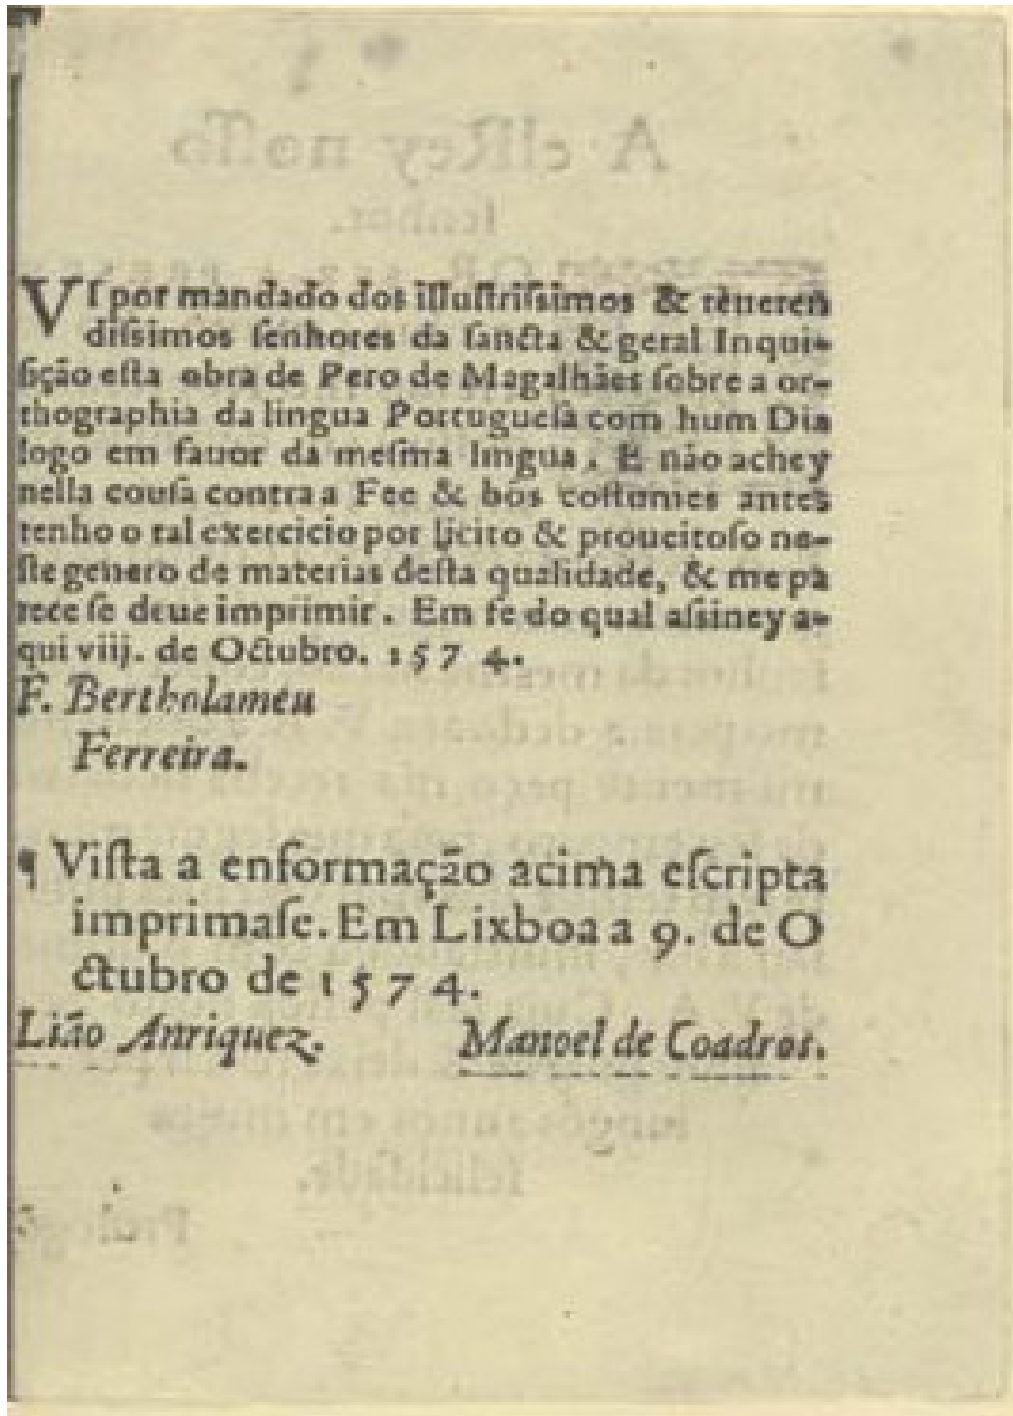 VI por mandado dos illuſtriſsimos & reueren
diſsimos ſenhores da ſancta & geral Inqui-
ſição eſta obra de Pero de Magalhães ſobre a or-
thographia da lingua Portugueſa com hum Dia
logo em fauor da meſma lingua. E não achey
nella couſa contra a Fee & bõs coſtumes antes
tenho o tal exercicio por licito & proueitoſo ne-
ſte genero de materias deſta qualidade, & me pa
rece ſe deue imprimir. Em fe do qual aſsiney a-
qui viij. de Octubro. 1574.
F. Bertholameu
Ferreira.
¶ Viſta a enformação acima eſcripta
imprimaſe. Em Lixboa a 9. de O
ctubro de 1574.
Lião Anriquez. Manoel de Coadros.